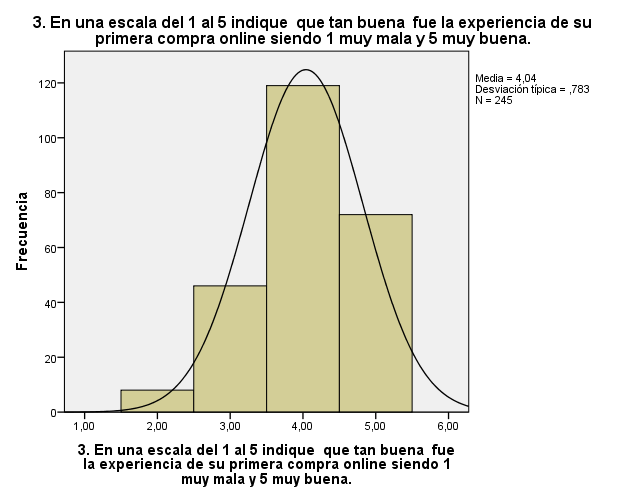 3. En una escala del 1 al 5 indique  que tan buena  fue la experiencia de su
primera compra online siendo 1 muy mala y 5 muy buena.
Media = 4,04
Desviación típica = ,783
N = 245
Frecuencia
120
100
80
60
40
20
0
1,00 2,00 3,00 4,00 5,00 6,00
3. En una escala del 1 al 5 indique  que tan buena  fue
la experiencia de su primera compra online siendo 1
muy mala y 5 muy buena.